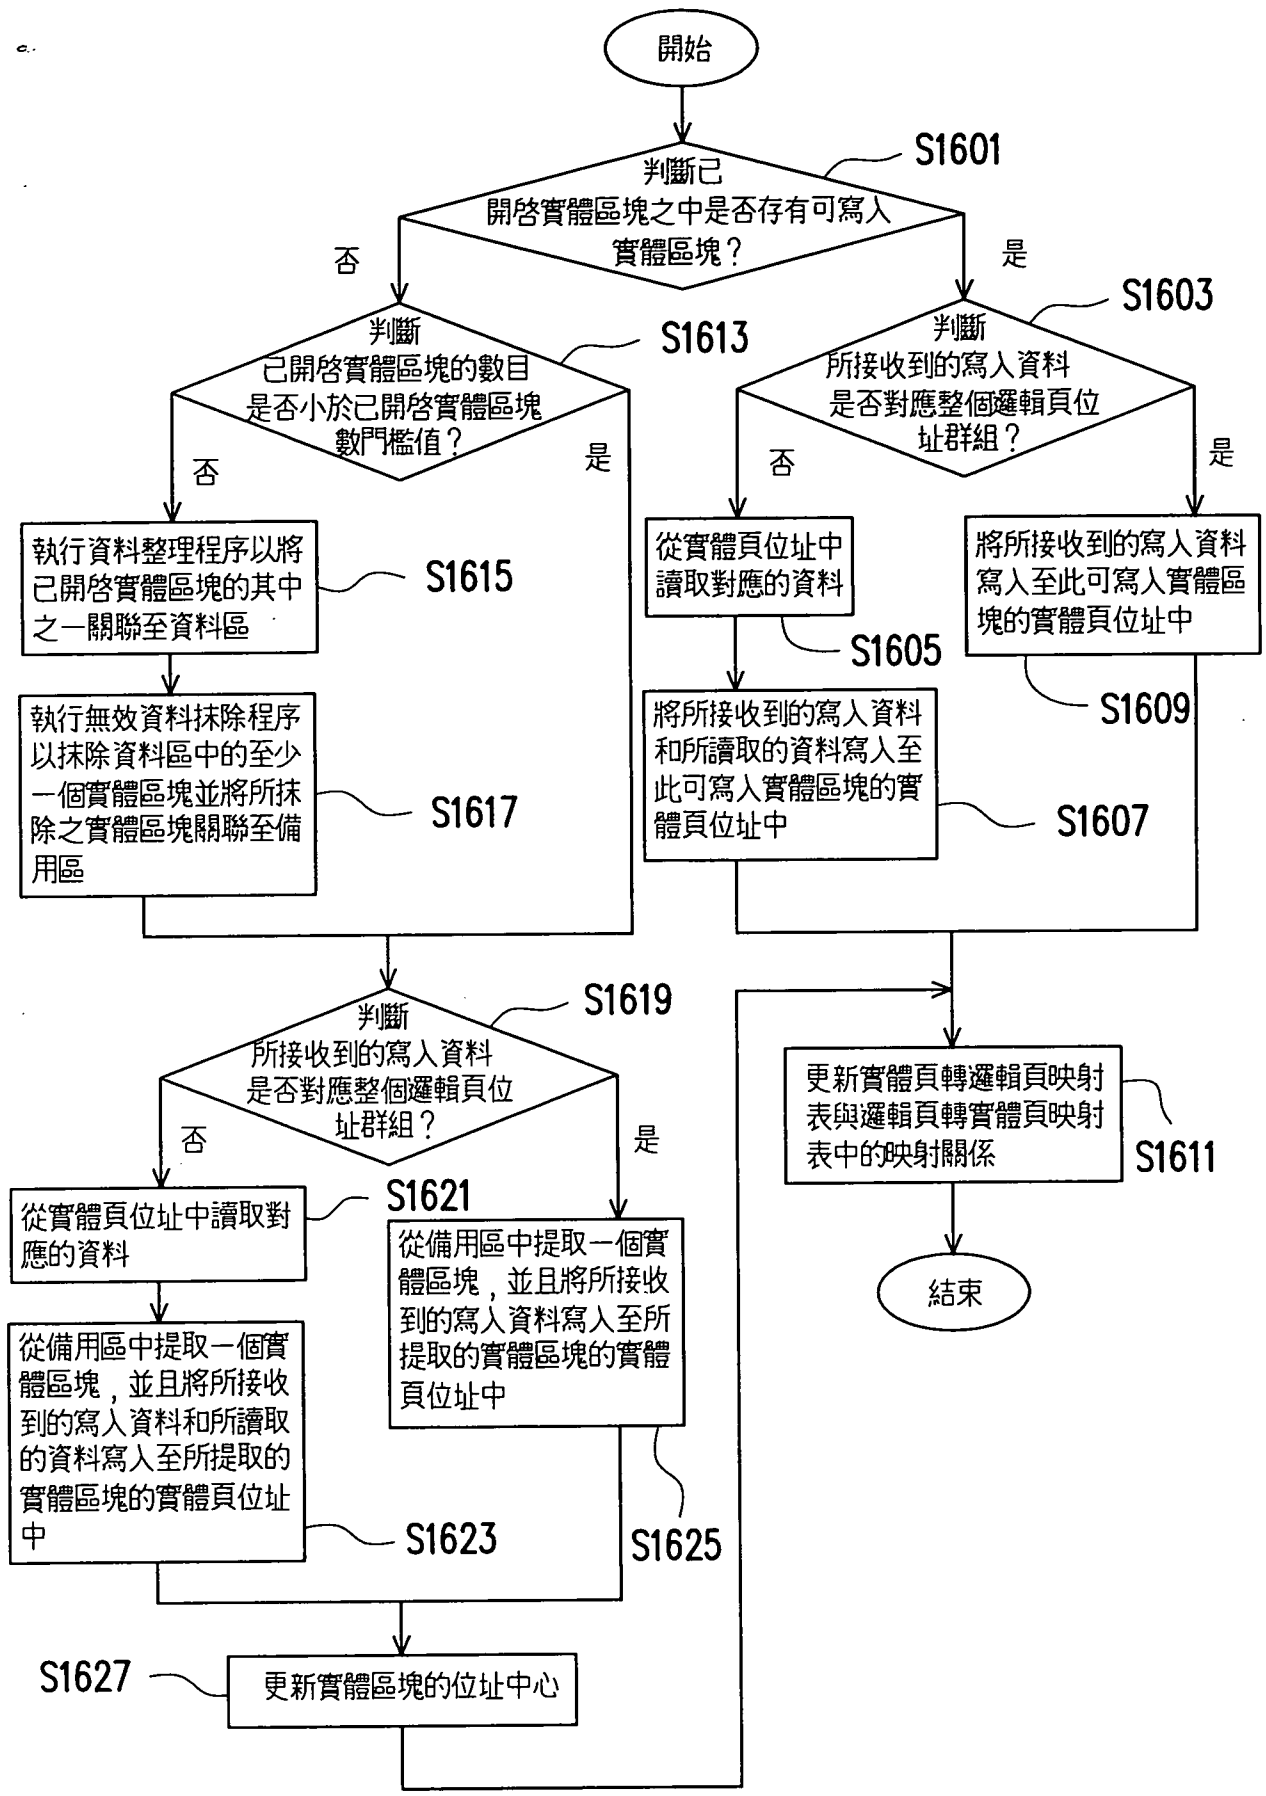 開始
S1601
判斷已
開啓實體區塊之中是否存有可寫入
實體區塊？
否
是
S1613
判斷
已開啓實體區塊的數目
是否小於已開啓實體區塊
數門檻值？
否
是
S1603
判斷
所接收到的寫入資料
是否對應整個邏輯頁位
址群組？
否
是
執行資料整理程序以將
已開啓實體區塊的其中
之一關聯至資料區
S1615
從實體頁位址中
讀取對應的資料
S1605
將所接收到的寫入資料
寫入至此可寫入實體區
塊的實體頁位址中
S1609
執行無效資料抹除程序
以抹除資料區中的至少
一個實體區塊並將所抹
除之實體區塊關聯至備
用區
S1617
將所接收到的寫入資料
和所讀取的資料寫入至
此可寫入實體區塊的實
體頁位址中
S1607
S1619
判斷
所接收到的寫入資料
是否對應整個邏輯頁位
址群組？
否
是
更新實體頁轉邏輯頁映射
表與邏輯頁轉實體頁映射
表中的映射關係
S1611
從實體頁位址中讀取對
應的資料
S1621
從備用區中提取一個實
體區塊，並且將所接收
到的寫入資料寫入至所
提取的實體區塊的實體
頁位址中
S1625
結束
從備用區中提取一個實
體區塊，並且將所接收
到的寫入資料和所讀取
的資料寫入至所提取的
實體區塊的實體頁位址
中
S1623
S1627
更新實體區塊的位址中心